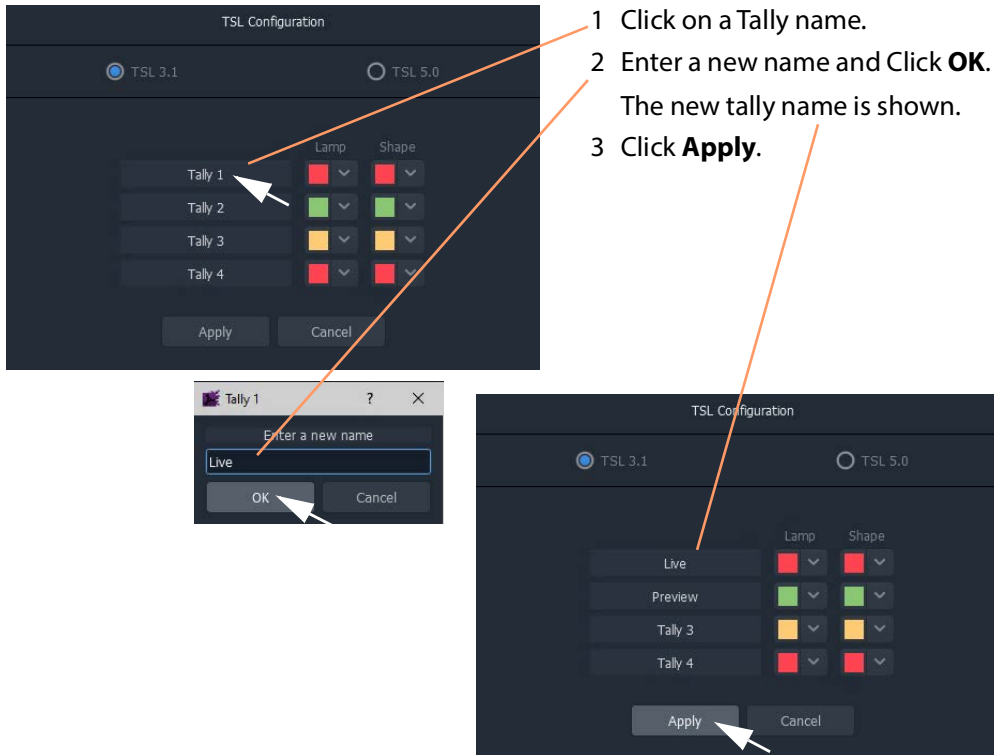 TSL Configuration
TSL 3.1 TSL 5.0
Lamp Shape
Tally 1
Tally 2
Tally 3
Tally 4
Apply Cancel
1 Click on a Tally name.
2 Enter a new name and Click OK.
The new tally name is shown.
3 Click Apply.
Tally 1 ? ×
Enter a new name
Live
OK Cancel
TSL Configuration
TSL 3.1 TSL 5.0
Lamp Shape
Live
Preview
Tally 3
Tally 4
Apply Cancel